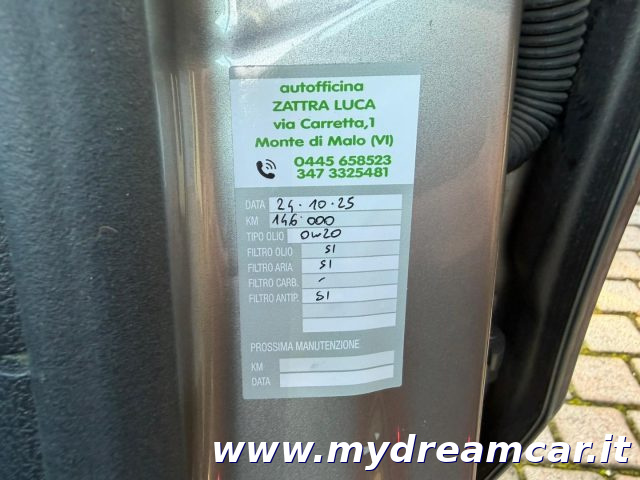 autofficina
ZATTRA LUCA
via Carretta,1
Monte di Malo (VI)
0445 658523
347 3325481
DATA 24.10.25
KM 146.000
TIPO OLIO 0W20
FILTRO OLIO SI
FILTRO ARIA SI
FILTRO CARB. -
FILTRO ANTIP. SI
PROSSIMA MANUTENZIONE
KM
DATA
www.mydreamcar.it